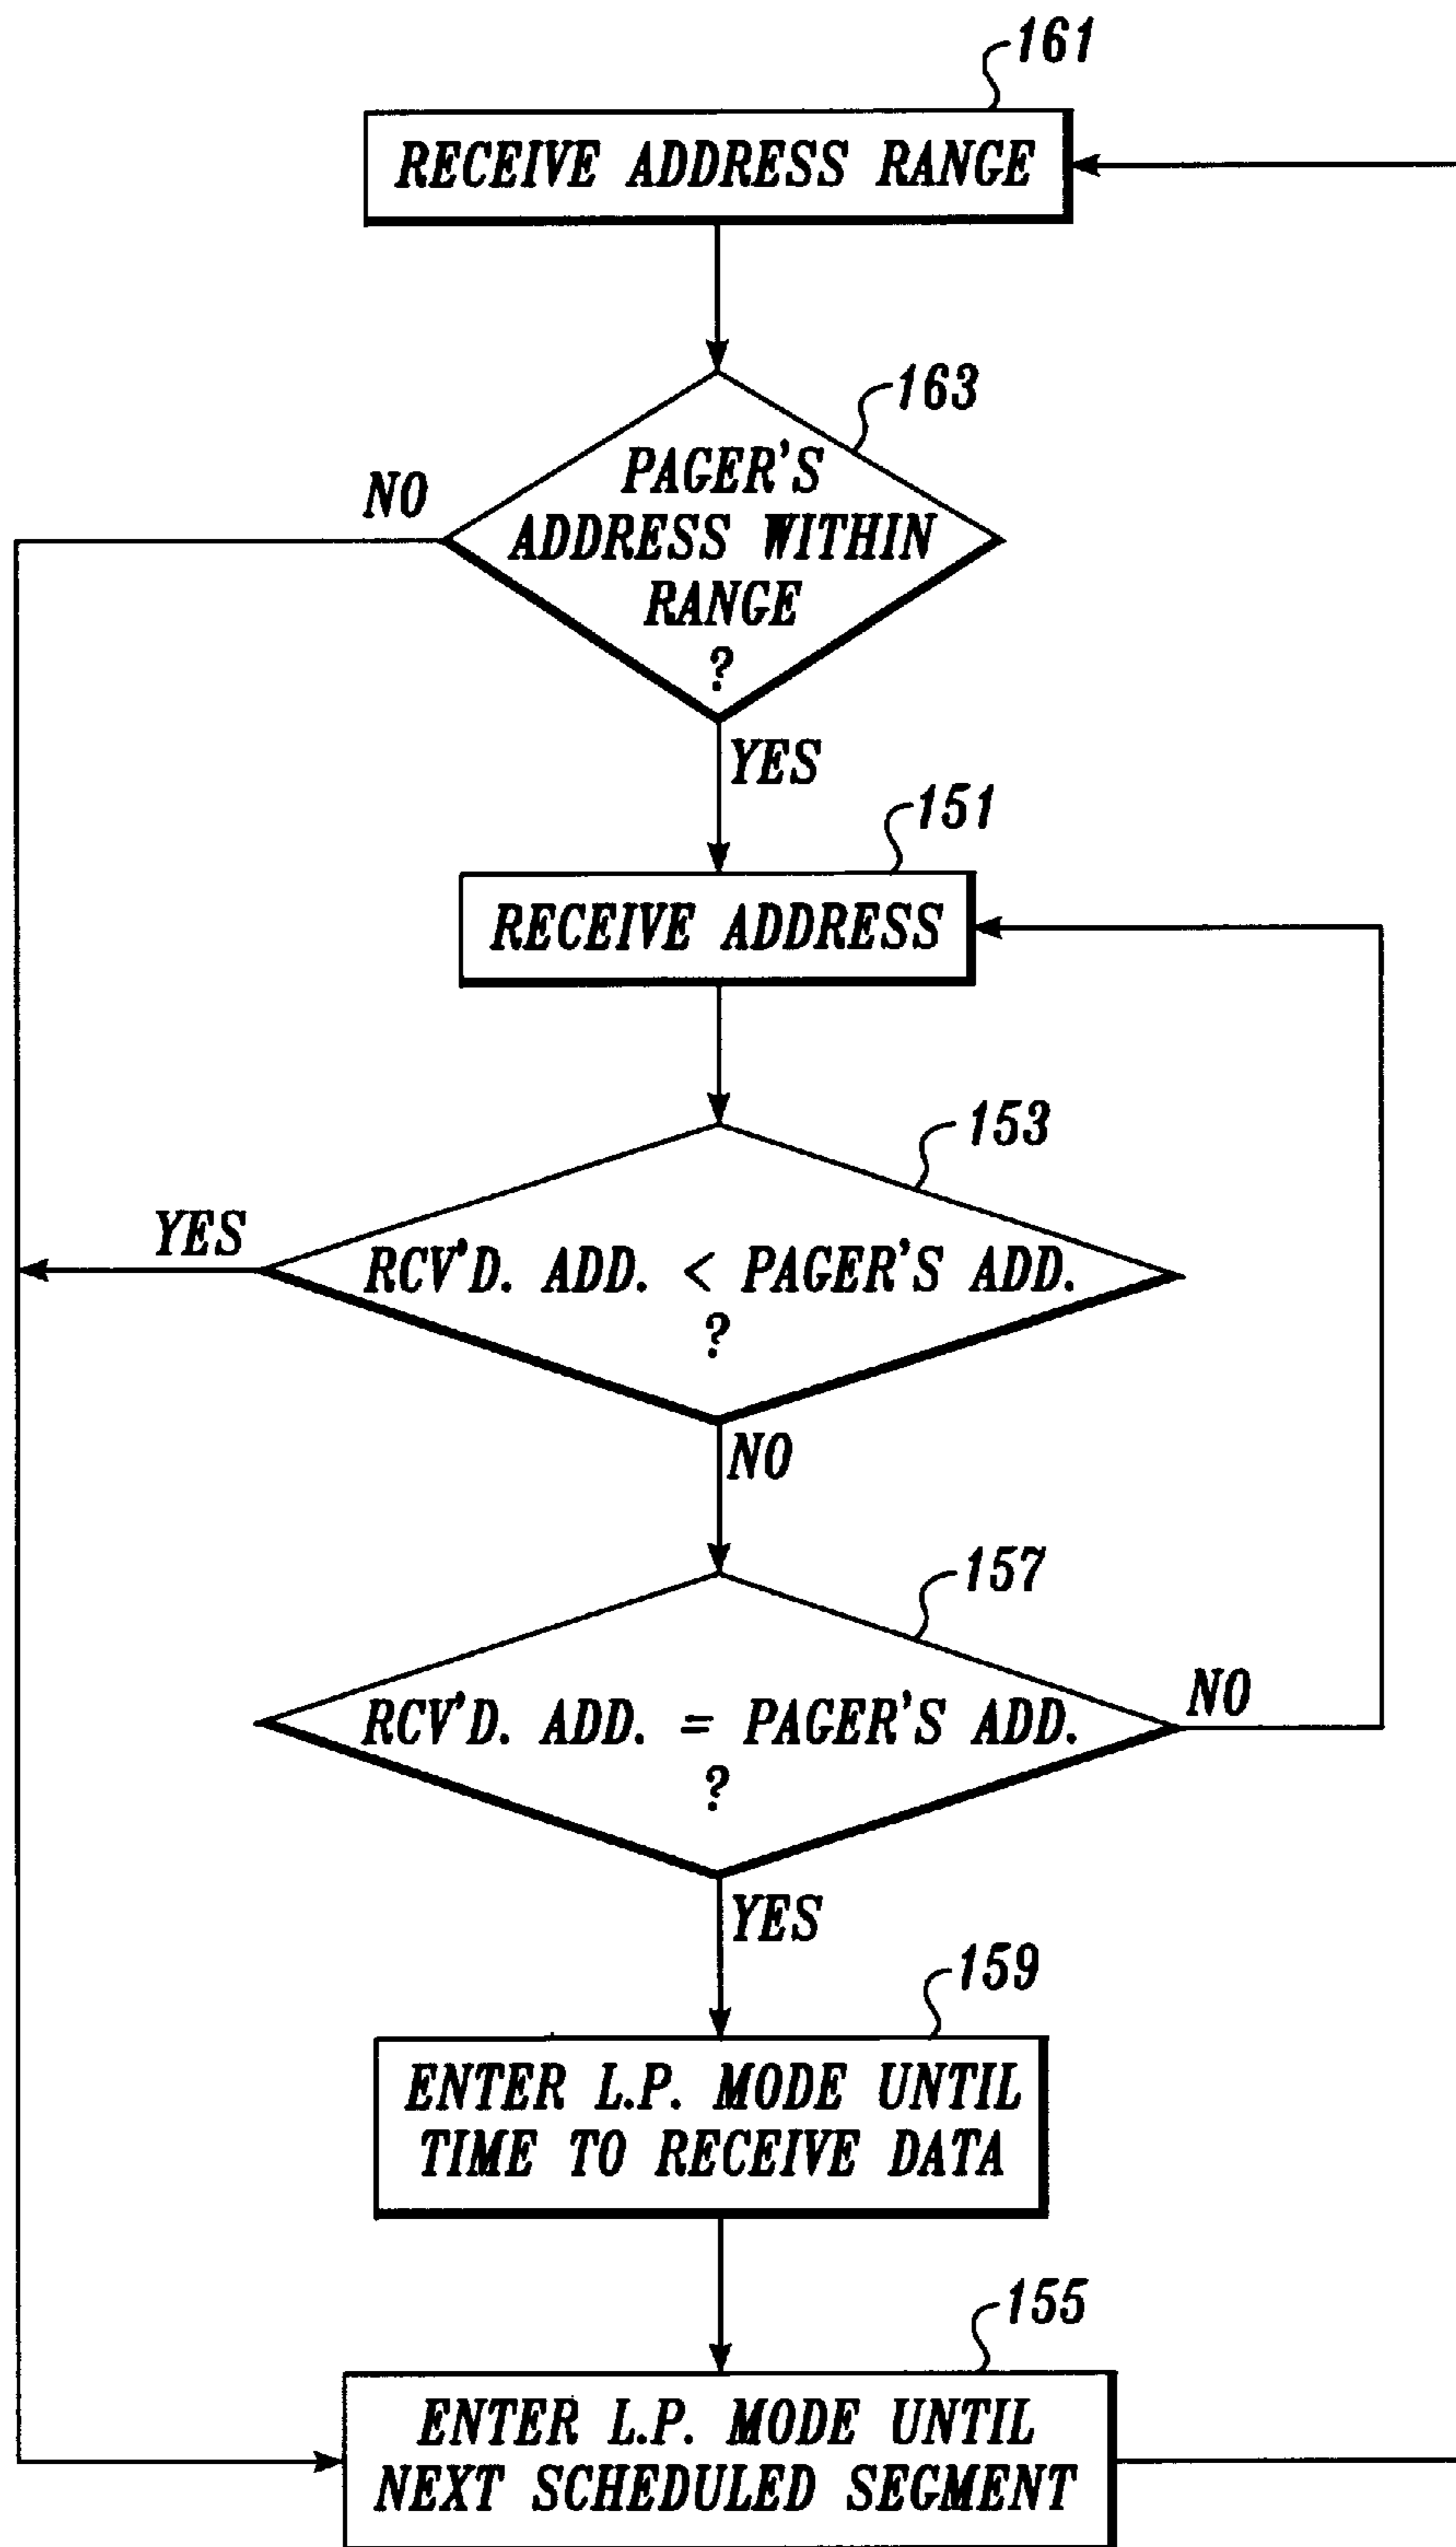 161
RECEIVE ADDRESS RANGE
163
PAGER'S
ADDRESS WITHIN
RANGE
?
NO
YES
151
RECEIVE ADDRESS
153
RCV'D. ADD. < PAGER'S ADD.
?
YES
NO
157
RCV'D. ADD. = PAGER'S ADD.
?
NO
YES
159
ENTER L.P. MODE UNTIL
TIME TO RECEIVE DATA
155
ENTER L.P. MODE UNTIL
NEXT SCHEDULED SEGMENT